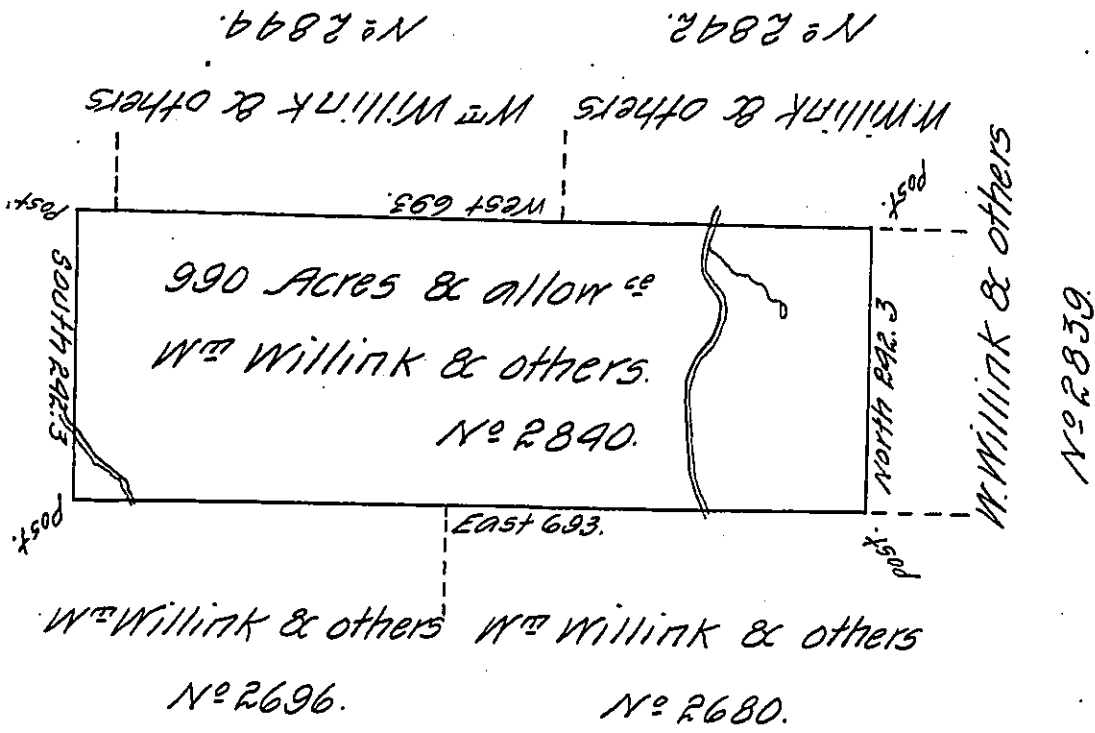 Nº 2844.
Nº 2842.
Wm Willink & others
W. Willink & others
Post.
West 693.
post.
South 242.3
990 Acres & allowce
Wm Willink & others.
Nº 2840.
North 242.3
W. Willink & others
Nº 2839.
post.
East 693.
post.
Wm Willink & others
Wm Willink & others
Nº 2696.
Nº 2680.